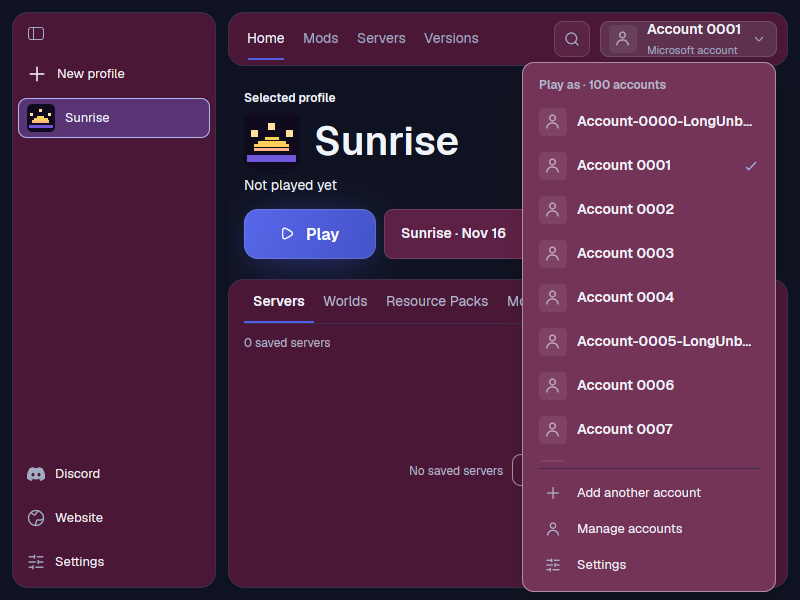 New profile
Sunrise
Discord
Website
Settings
Home Mods Servers Versions
Account 0001
Microsoft account
Selected profile
Sunrise
Not played yet
Play
Sunrise · Nov 16
Servers Worlds Resource Packs
0 saved servers
No saved servers
Play as · 100 accounts
Account-0000-LongUnb...
Account 0001
Account 0002
Account 0003
Account 0004
Account-0005-LongUnb...
Account 0006
Account 0007
Add another account
Manage accounts
Settings